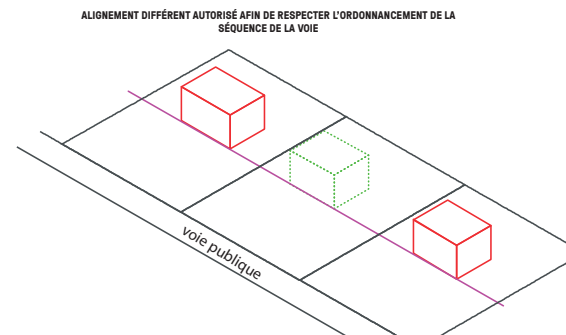 ALIGNEMENT DIFFÉRENT AUTORISÉ AFIN DE RESPECTER L'ORDONNANCEMENT DE LA
SÉQUENCE DE LA VOIE
voie publique